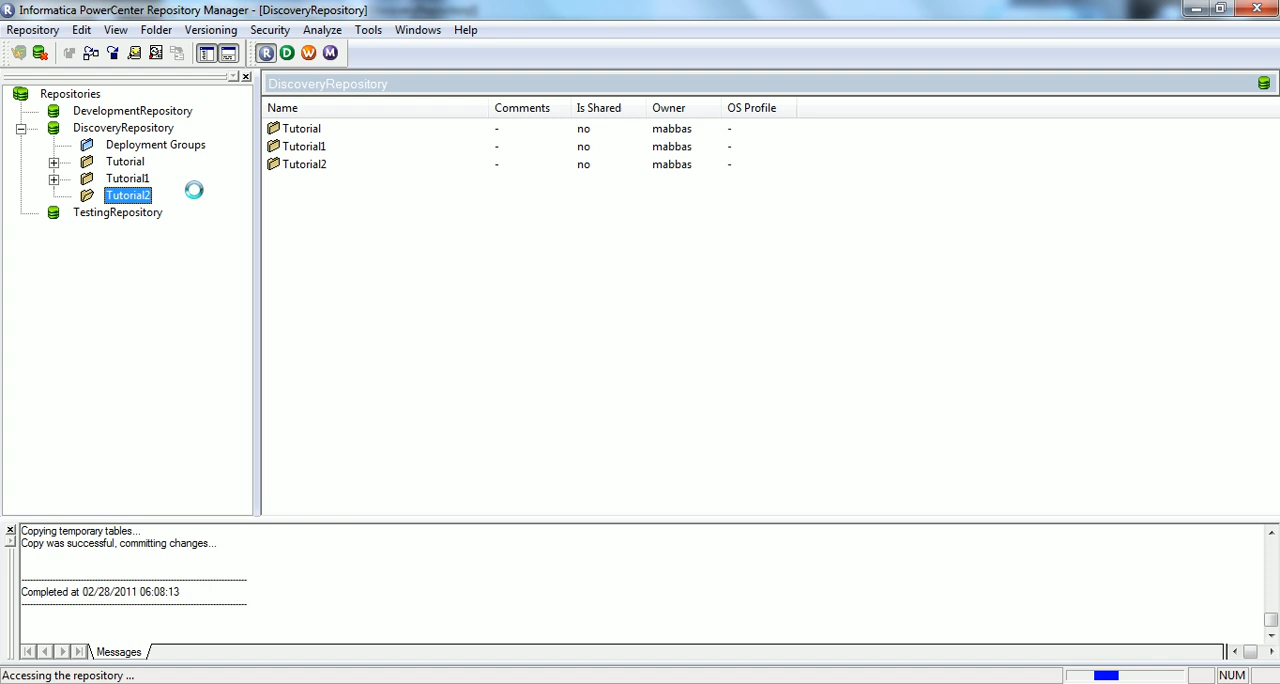 Informatica PowerCenter Repository Manager - [DiscoveryRepository]
Repository Edit View Folder Versioning Security Analyze Tools Windows Help
R D W M
Repositories
DevelopmentRepository
DiscoveryRepository
Deployment Groups
Tutorial
Tutorial1
Tutorial2
TestingRepository
DiscoveryRepository
Name Comments Is Shared Owner OS Profile
Tutorial - no mabbas -
Tutorial1 - no mabbas -
Tutorial2 - no mabbas -
Copying temporary tables...
Copy was successful, committing changes...
Completed at 02/28/2011 06:08:13
Messages
Accessing the repository ... NUM